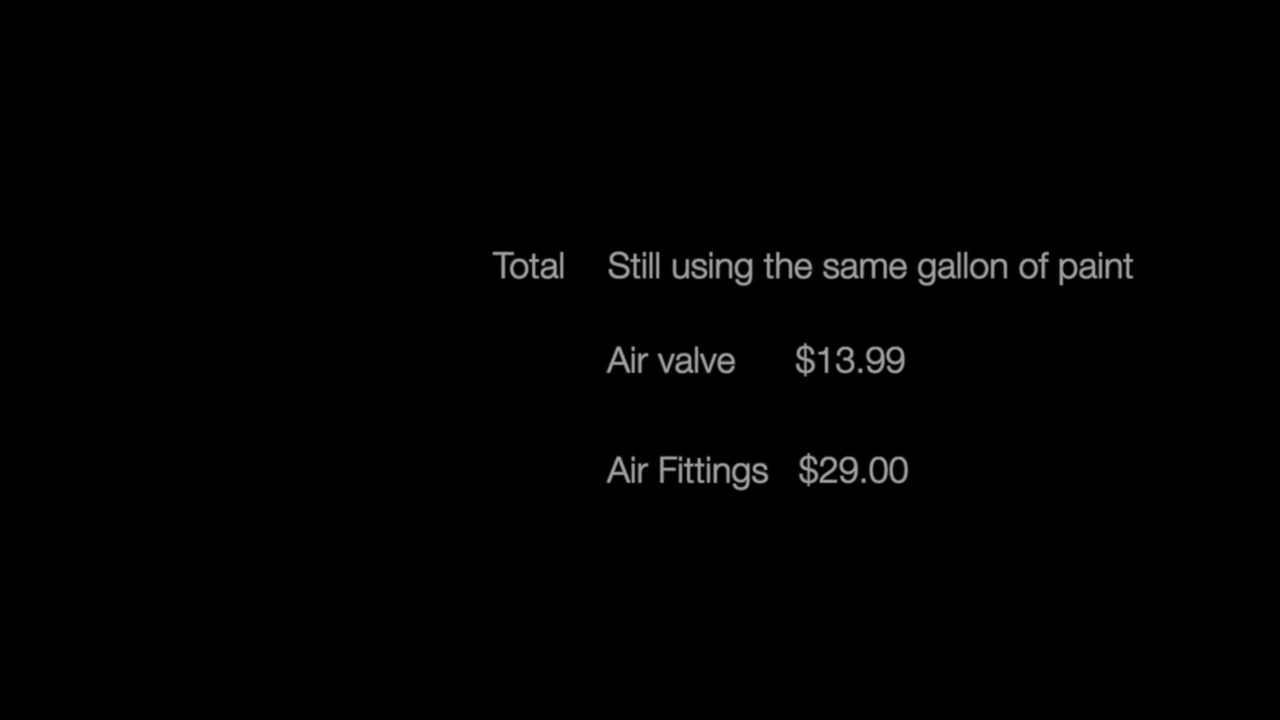 Total Still using the same gallon of paint
Air valve $13.99
Air Fittings $29.00